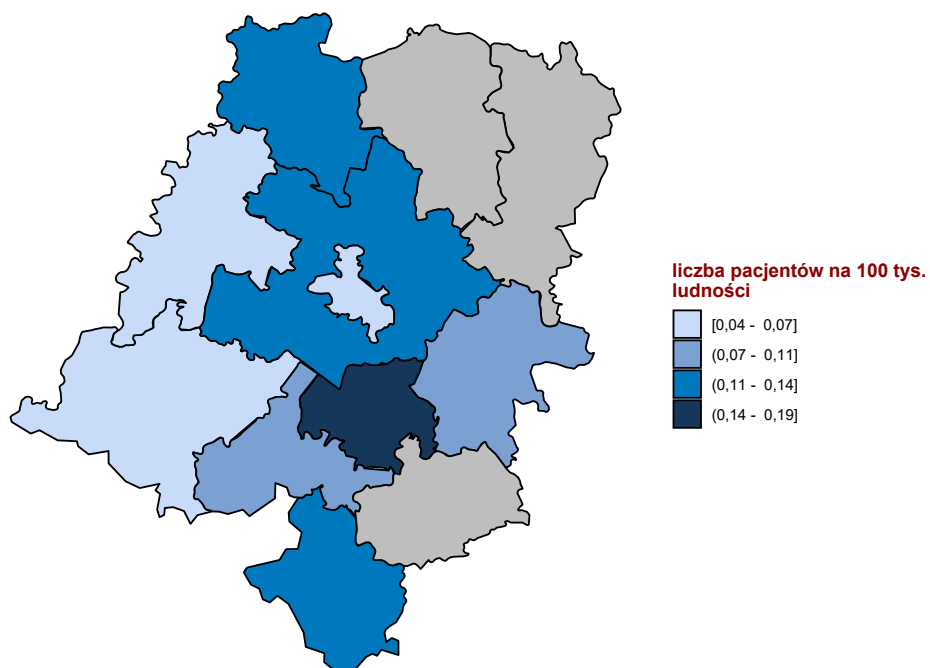 liczba pacjentów na 100 tys.
ludności
[0,04 - 0,07]
(0,07 - 0,11]
(0,11 - 0,14]
(0,14 - 0,19]